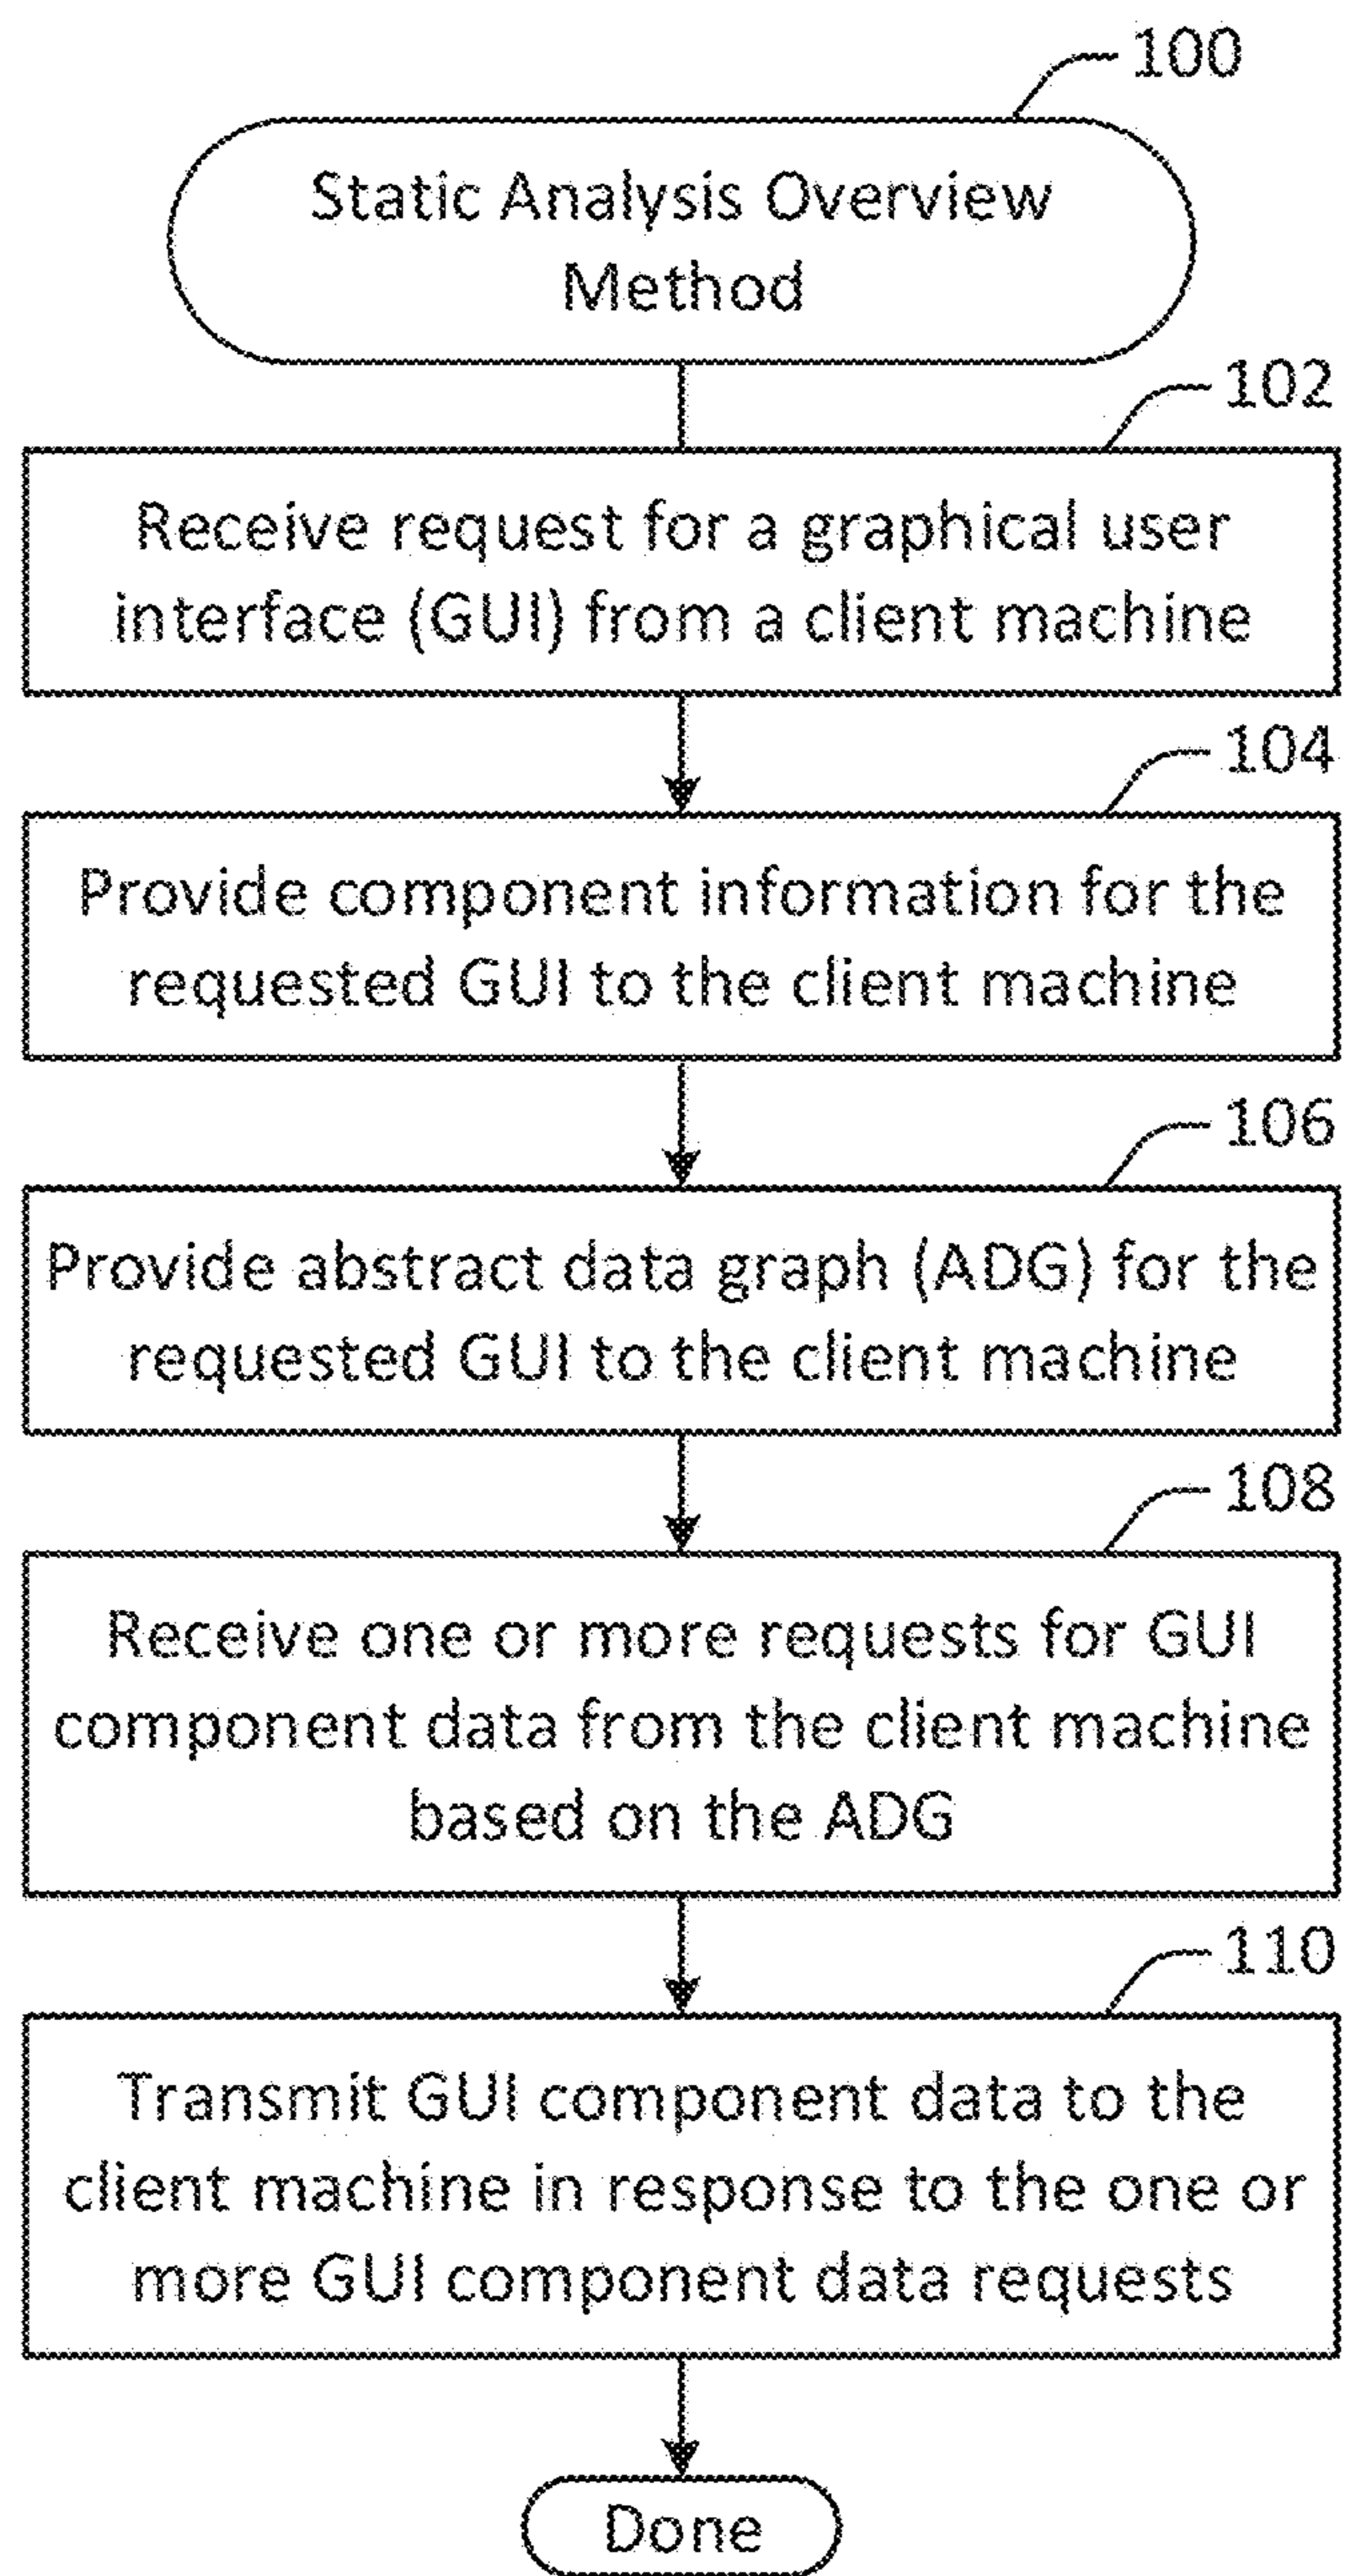 100
Static Analysis Overview
Method
102
Receive request for a graphical user
interface (GUI) from a client machine
104
Provide component information for the
requested GUI to the client machine
106
Provide abstract data graph (ADG) for the
requested GUI to the client machine
108
Receive one or more requests for GUI
component data from the client machine
based on the ADG
110
Transmit GUI component data to the
client machine in response to the one or
more GUI component data requests
Done